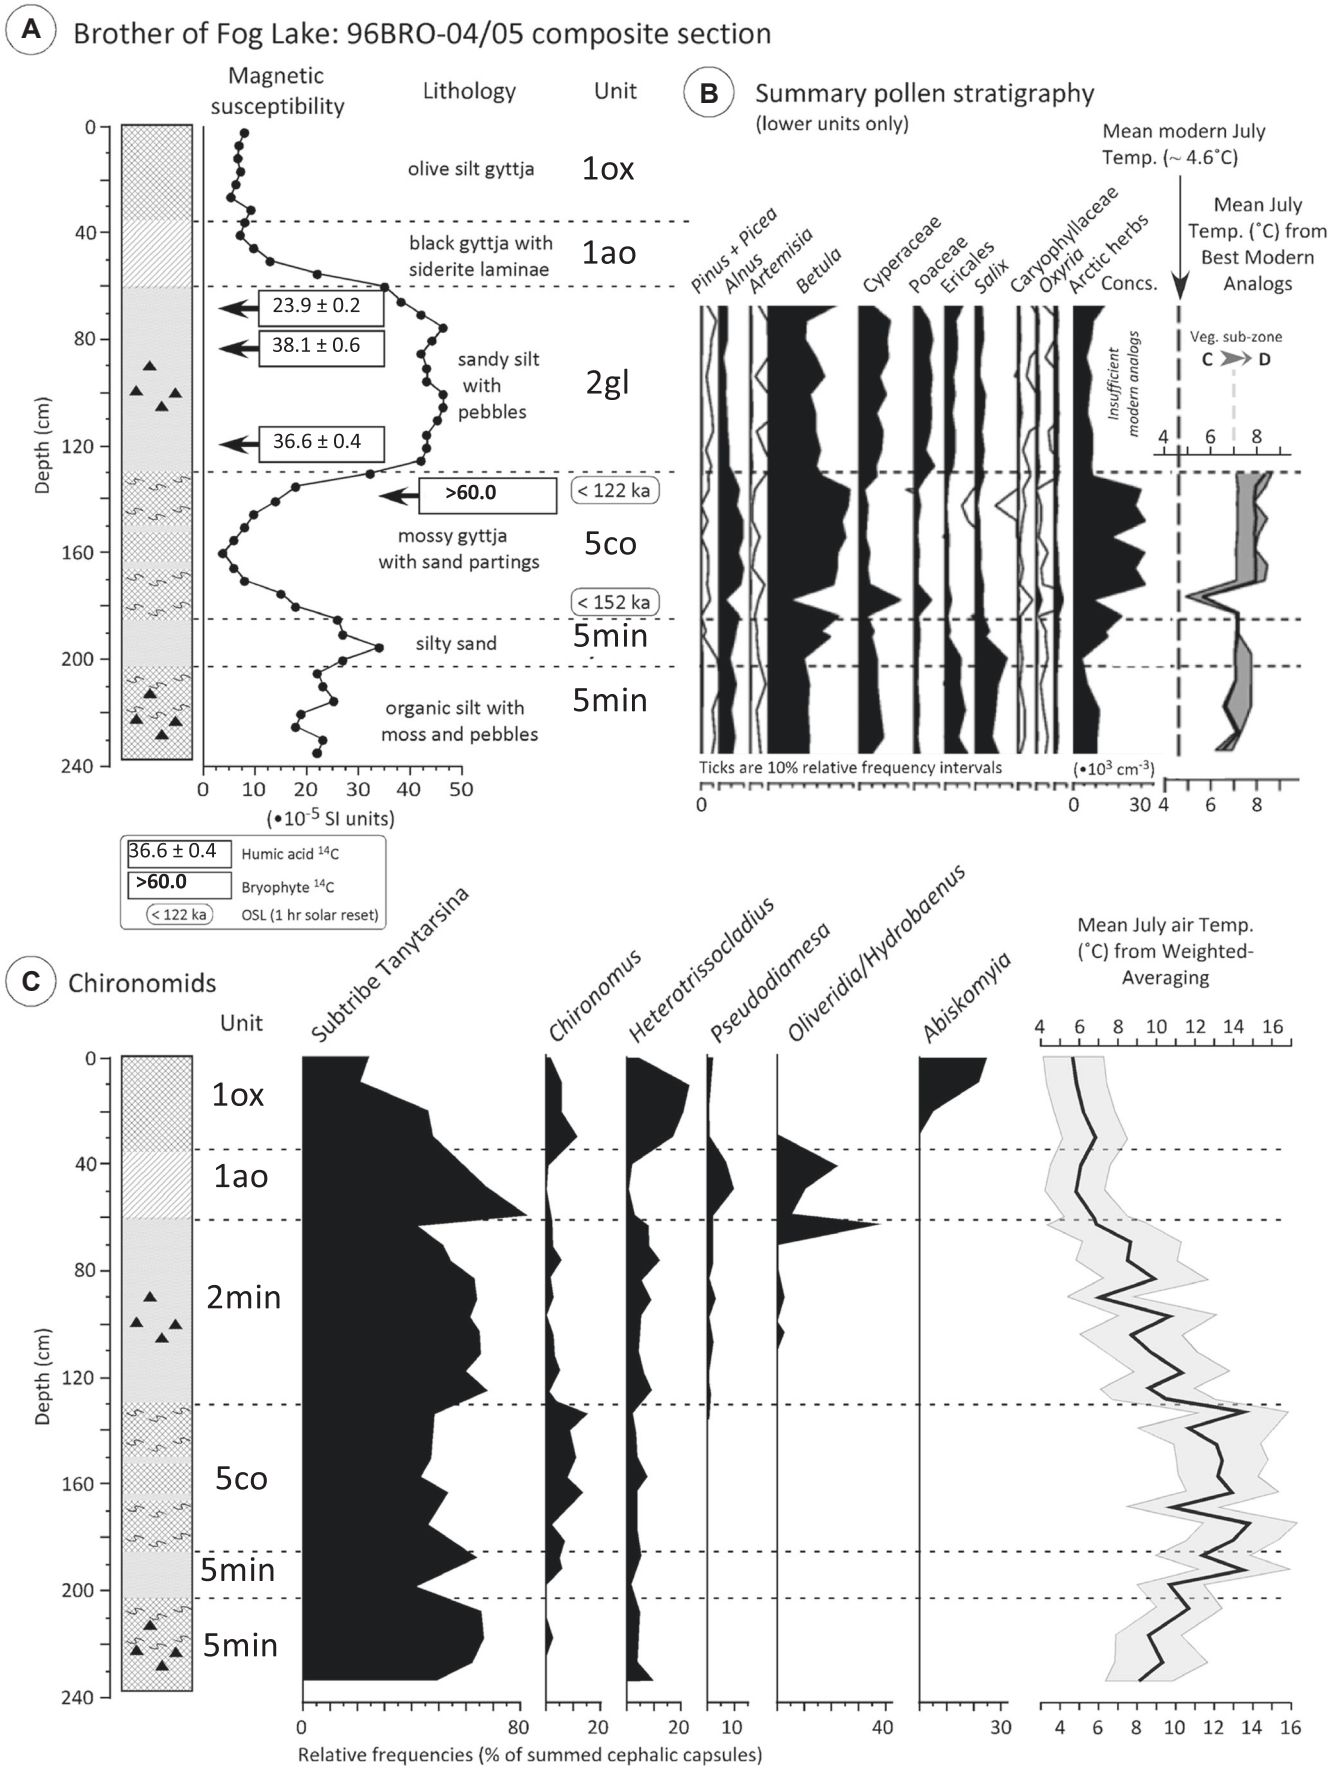 A Brother of Fog Lake: 96BRO-04/05 composite section
Magnetic
susceptibility
Lithology
Unit
0
40
80
120
160
200
240
Depth (cm)
olive silt gyttja
1ox
black gyttja with
siderite laminae
1ao
23.9 ± 0.2
38.1 ± 0.6
sandy silt
with
pebbles
2gl
36.6 ± 0.4
>60.0
< 122 ka
mossy gyttja
with sand partings
5co
< 152 ka
silty sand
5min
organic silt with
moss and pebbles
5min
0 10 20 30 40 50
(•10⁻⁵ SI units)
36.6 ± 0.4 Humic acid ¹⁴C
>60.0 Bryophyte ¹⁴C
< 122 ka OSL (1 hr solar reset)
B Summary pollen stratigraphy
(lower units only)
Mean modern July
Temp. (~ 4.6˚C)
Mean July
Temp. (˚C) from
Best Modern
Analogs
Pinus + Picea
Alnus
Artemisia
Betula
Cyperaceae
Poaceae
Ericales
Salix
Caryophyllaceae
Oxyria
Arctic herbs
Concs.
Insufficient
modern analogs
Veg. sub-zone
C D
4 6 8
Ticks are 10% relative frequency intervals
(•10³ cm⁻³)
0
0 30
4 6 8
C Chironomids
Unit
Subtribe Tanytarsina
Chironomus
Heterotrissocladius
Pseudodiamesa
Oliveridia/Hydrobaenus
Abiskomyia
Mean July air Temp.
(˚C) from Weighted-
Averaging
4 6 8 10 12 14 16
0
40
80
120
160
200
240
Depth (cm)
1ox
1ao
2min
5co
5min
5min
0 80
20
20
10
40
30
4 6 8 10 12 14 16
Relative frequencies (% of summed cephalic capsules)